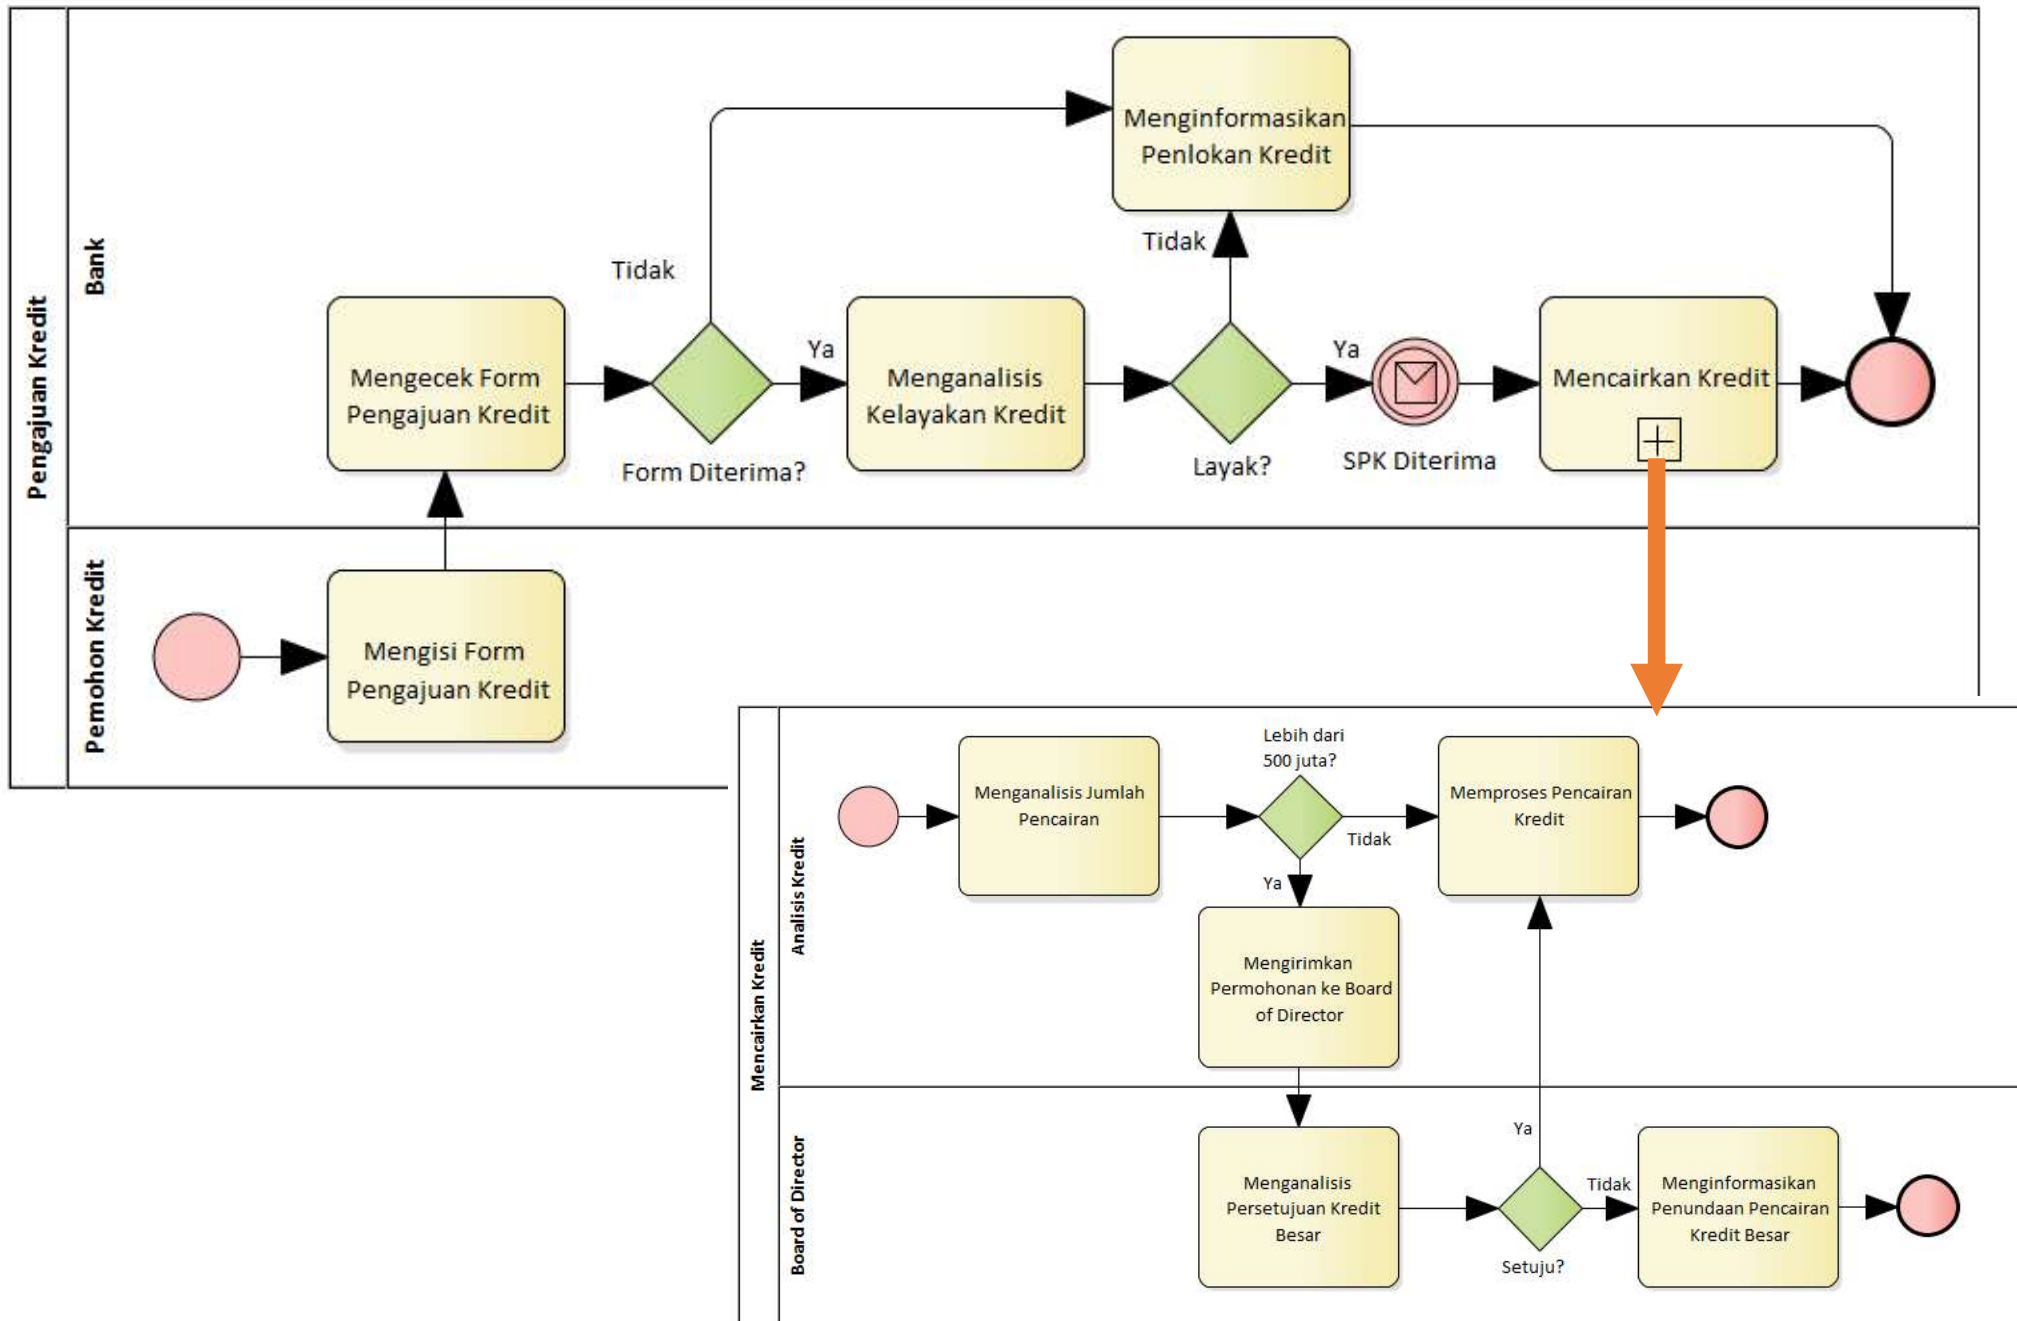 Pengajuan Kredit
Bank
Menginformasikan
Penlokan Kredit
Tidak
Tidak
Mengecek Form
Pengajuan Kredit
Ya
Form Diterima?
Menganalisis
Kelayakan Kredit
Ya
Layak?
SPK Diterima
Mencairkan Kredit
Pemohon Kredit
Mengisi Form
Pengajuan Kredit
Mencairkan Kredit
Analisis Kredit
Menganalisis Jumlah
Pencairan
Lebih dari
500 juta?
Tidak
Ya
Memproses Pencairan
Kredit
Mengirimkan
Permohonan ke Board
of Director
Board of Director
Menganalisis
Persetujuan Kredit
Besar
Ya
Setuju?
Tidak
Menginformasikan
Penundaan Pencairan
Kredit Besar